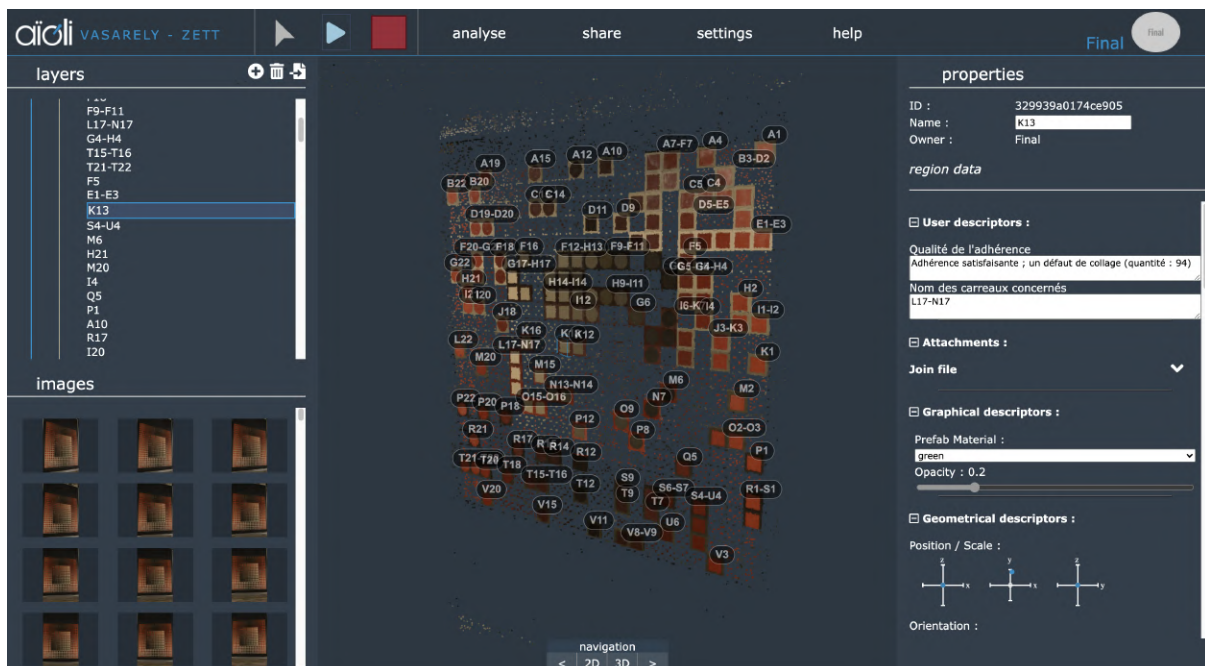 aïoli VASARELY - ZETT
analyse
share
settings
help
Final
final
layers
F9-F11
L17-N17
G4-H4
T15-T16
T21-T22
F5
E1-E3
K13
S4-U4
M6
H21
M20
I4
Q5
P1
A10
R17
I20
images
A1
A4
A7-F7
A10
A12
A15
A19
B3-D2
B22
B20
C5
C4
C14
D5-E5
D9
D11
D19-D20
E1-E3
F20-G
F18
F16
F12-H13
F9-F11
F5
G22
G17-H17
G5
G4-H4
H21
H14-I14
H9-I11
H2
I20
I12
G6
I6-K7
I4
I1-I2
J18
J3-K3
K16
K12
L22
L17-N17
K1
M20
M15
N13-N14
M6
M2
P22
P20
P18
O15-O16
N7
O9
P12
P8
O2-O3
R21
R17
R14
R12
P1
T21
T20
T18
T15-T16
Q5
T12
S9
T9
S6-S7
S4-U4
R1-S1
V20
V15
T7
V11
V8-V9
U6
V3
navigation
< 2D 3D >
properties
ID : 329939a0174ce905
Name : K13
Owner : Final
region data
User descriptors :
Qualité de l'adhérence
Adhérence satisfaisante ; un défaut de collage (quantité : 94)
Nom des carreaux concernés
L17-N17
Attachments :
Join file
Graphical descriptors :
Prefab Material :
green
Opacity : 0.2
Geometrical descriptors :
Position / Scale :
z
x
y
x
z
y
Orientation :